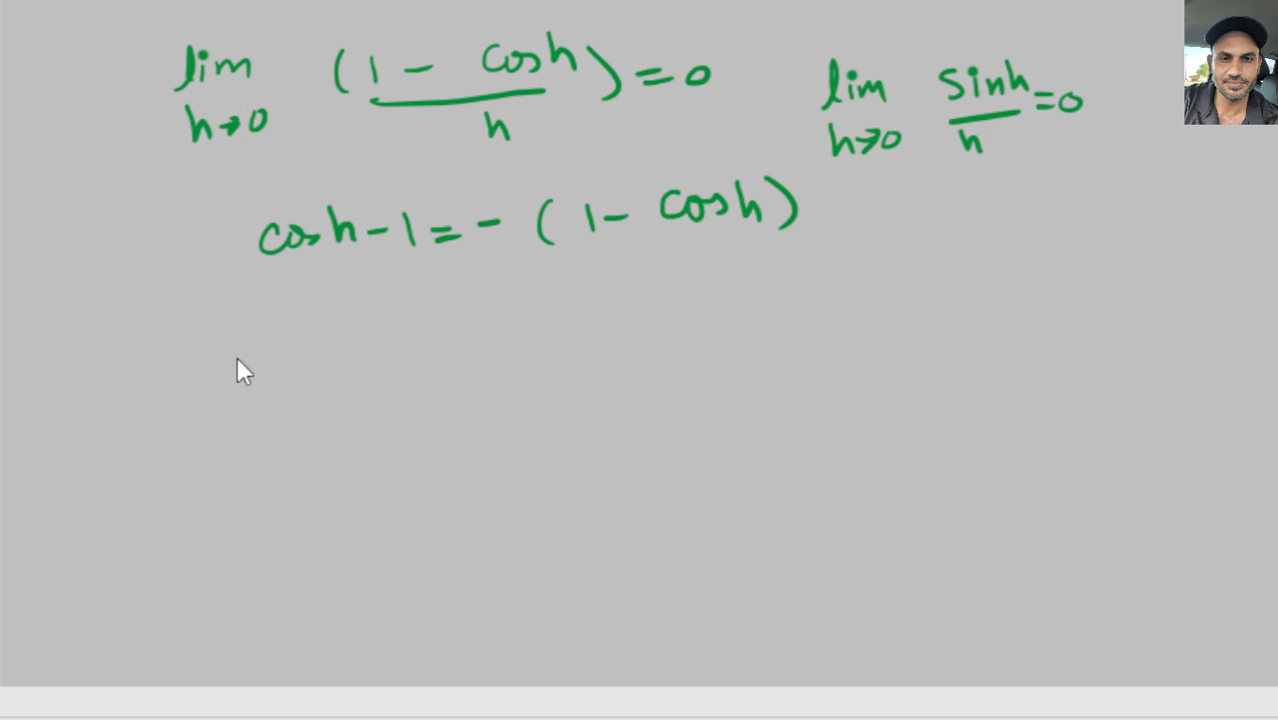 lim h→0 (1 - cosh)/h = 0
lim h→0 sinh/h = 0
cosh - 1 = - (1 - cosh)